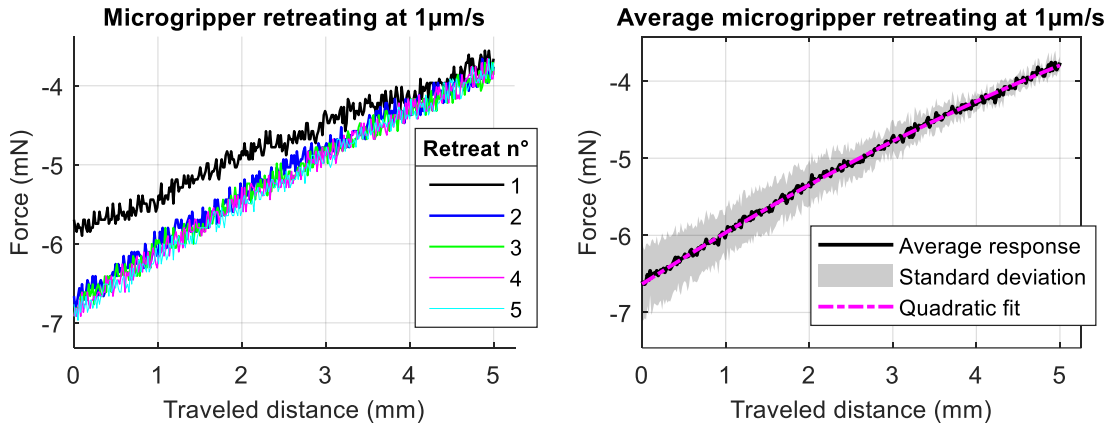 Microgripper retreating at 1µm/s
-4
-5
-6
-7
Force (mN)
Retreat n°
1
2
3
4
5
0
1
2
3
4
5
Traveled distance (mm)
Average microgripper retreating at 1µm/s
-4
-5
-6
-7
Force (mN)
Average response
Standard deviation
Quadratic fit
0
1
2
3
4
5
Traveled distance (mm)